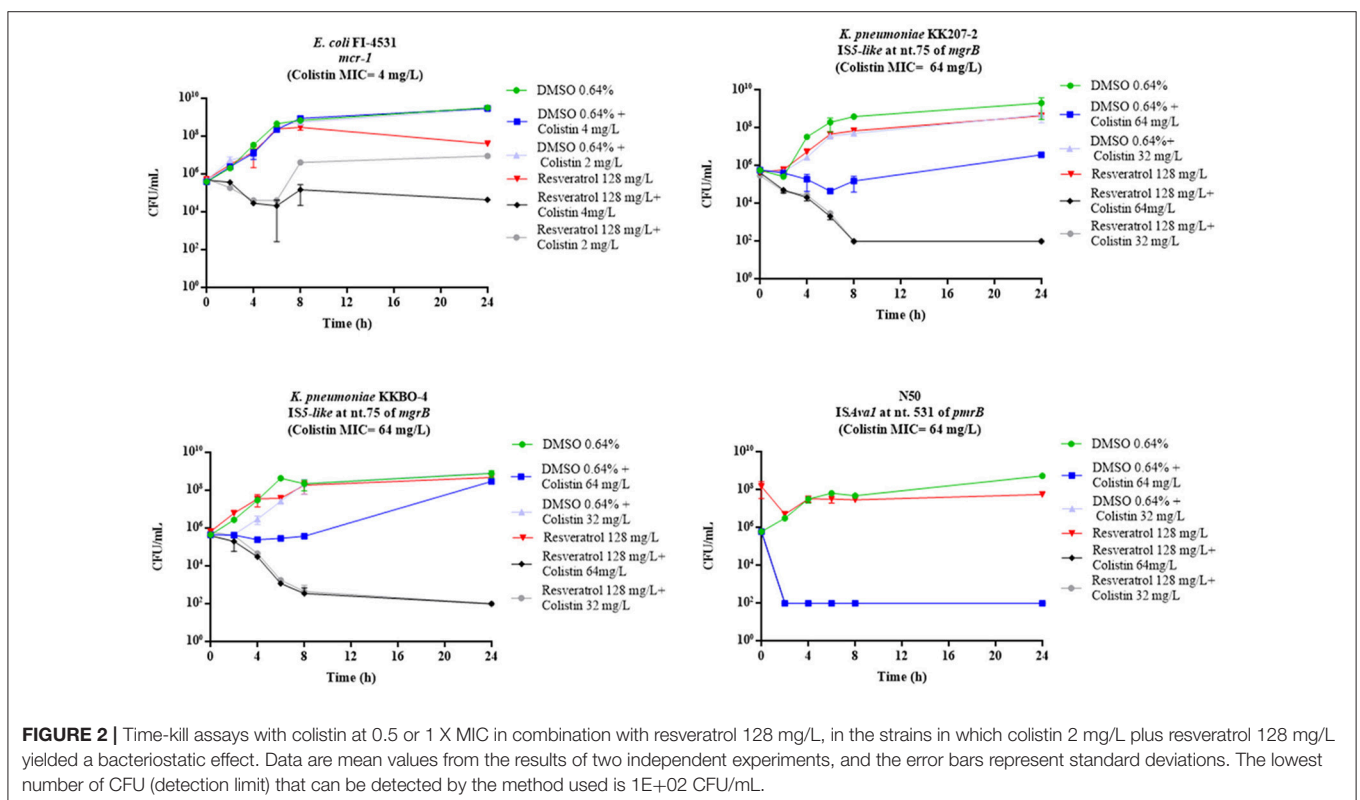 E. coli FI-4531
mcr-1
(Colistin MIC= 4 mg/L)
10¹⁰
10⁸
10⁶
10⁴
10²
10⁰
CFU/mL
0 4 8 12 16 20 24
Time (h)
DMSO 0.64%
DMSO 0.64% +
Colistin 4 mg/L
DMSO 0.64% +
Colistin 2 mg/L
Resveratrol 128 mg/L
Resveratrol 128 mg/L+
Colistin 4mg/L
Resveratrol 128 mg/L+
Colistin 2 mg/L
K. pneumoniae KK207-2
IS5-like at nt.75 of mgrB
(Colistin MIC= 64 mg/L)
10¹⁰
10⁸
10⁶
10⁴
10²
10⁰
CFU/mL
0 4 8 12 16 20 24
Time (h)
DMSO 0.64%
DMSO 0.64% +
Colistin 64 mg/L
DMSO 0.64%+
Colistin 32 mg/L
Resveratrol 128 mg/L
Resveratrol 128 mg/L+
Colistin 64mg/L
Resveratrol 128 mg/L+
Colistin 32 mg/L
K. pneumoniae KKBO-4
IS5-like at nt.75 of mgrB
(Colistin MIC= 64 mg/L)
10¹⁰
10⁸
10⁶
10⁴
10²
10⁰
CFU/mL
0 4 8 12 16 20 24
Time (h)
DMSO 0.64%
DMSO 0.64% +
Colistin 64 mg/L
DMSO 0.64% +
Colistin 32 mg/L
Resveratrol 128 mg/L
Resveratrol 128 mg/L+
Colistin 64mg/L
Resveratrol 128 mg/L+
Colistin 32 mg/L
N50
ISAva1 at nt. 531 of pmrB
(Colistin MIC= 64 mg/L)
10¹⁰
10⁸
10⁶
10⁴
10²
10⁰
CFU/mL
0 4 8 12 16 20 24
Time (h)
DMSO 0.64%
DMSO 0.64% +
Colistin 64 mg/L
DMSO 0.64% +
Colistin 32 mg/L
Resveratrol 128 mg/L
Resveratrol 128 mg/L+
Colistin 64mg/L
Resveratrol 128 mg/L+
Colistin 32 mg/L
FIGURE 2 | Time-kill assays with colistin at 0.5 or 1 X MIC in combination with resveratrol 128 mg/L, in the strains in which colistin 2 mg/L plus resveratrol 128 mg/L
yielded a bacteriostatic effect. Data are mean values from the results of two independent experiments, and the error bars represent standard deviations. The lowest
number of CFU (detection limit) that can be detected by the method used is 1E+02 CFU/mL.